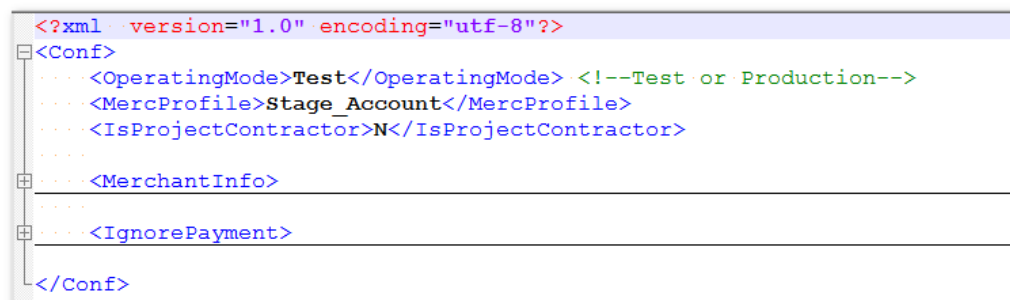 <?xml version="1.0" encoding="utf-8"?>
<Conf>
<OperatingMode>Test</OperatingMode> <!--Test or Production-->
<MercProfile>Stage_Account</MercProfile>
<IsProjectContractor>N</IsProjectContractor>
<MerchantInfo>
<IgnorePayment>
</Conf>